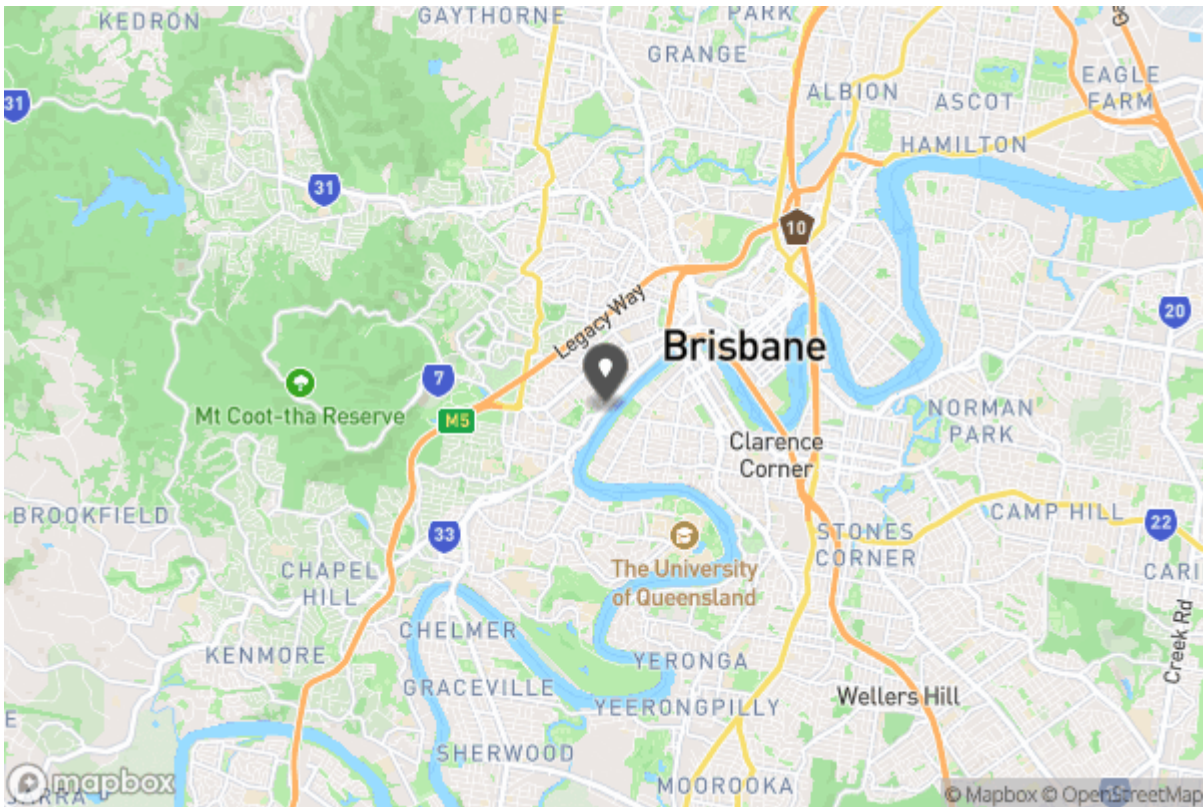 KEDRON
GAYTHORNE
PARK
GRANGE
ALBION
ASCOT
EAGLE
FARM
HAMILTON
31
31
10
20
Legacy Way
Brisbane
7
Mt Coot-tha Reserve
M5
NORMAN
PARK
Clarence
Corner
BROOKFIELD
33
CAMP HILL
22
STONES
CORNER
The University
of Queensland
CHAPEL
HILL
CARI
CHELMER
KENMORE
YERONGA
GRACEVILLE
Creek Rd
YEERONGPILLY
Wellers Hill
SHERWOOD
MOOROOKA
mapbox
© Mapbox © OpenStreetMap